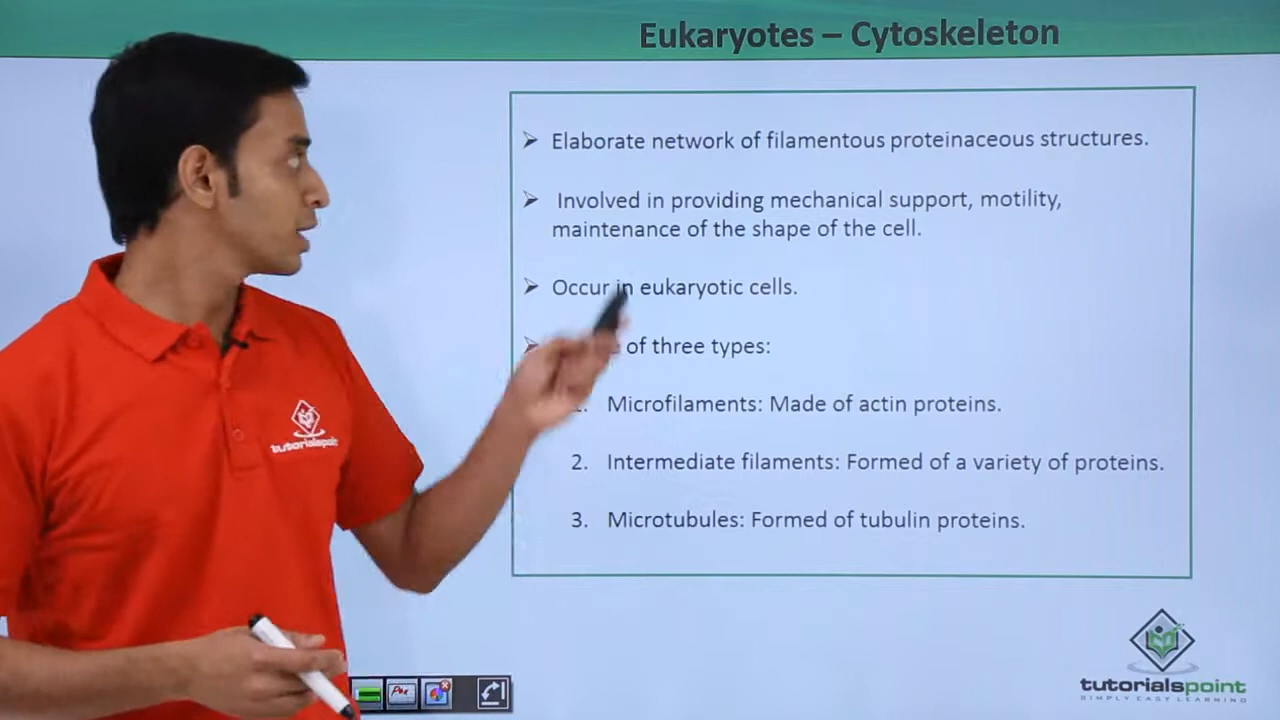 Eukaryotes – Cytoskeleton
➢ Elaborate network of filamentous proteinaceous structures.
➢ Involved in providing mechanical support, motility,
maintenance of the shape of the cell.
➢ Occur in eukaryotic cells.
of three types:
Microfilaments: Made of actin proteins.
2. Intermediate filaments: Formed of a variety of proteins.
3. Microtubules: Formed of tubulin proteins.
tutorialspoint
Pen
tutorialspoint
SIMPLY EASY LEARNING